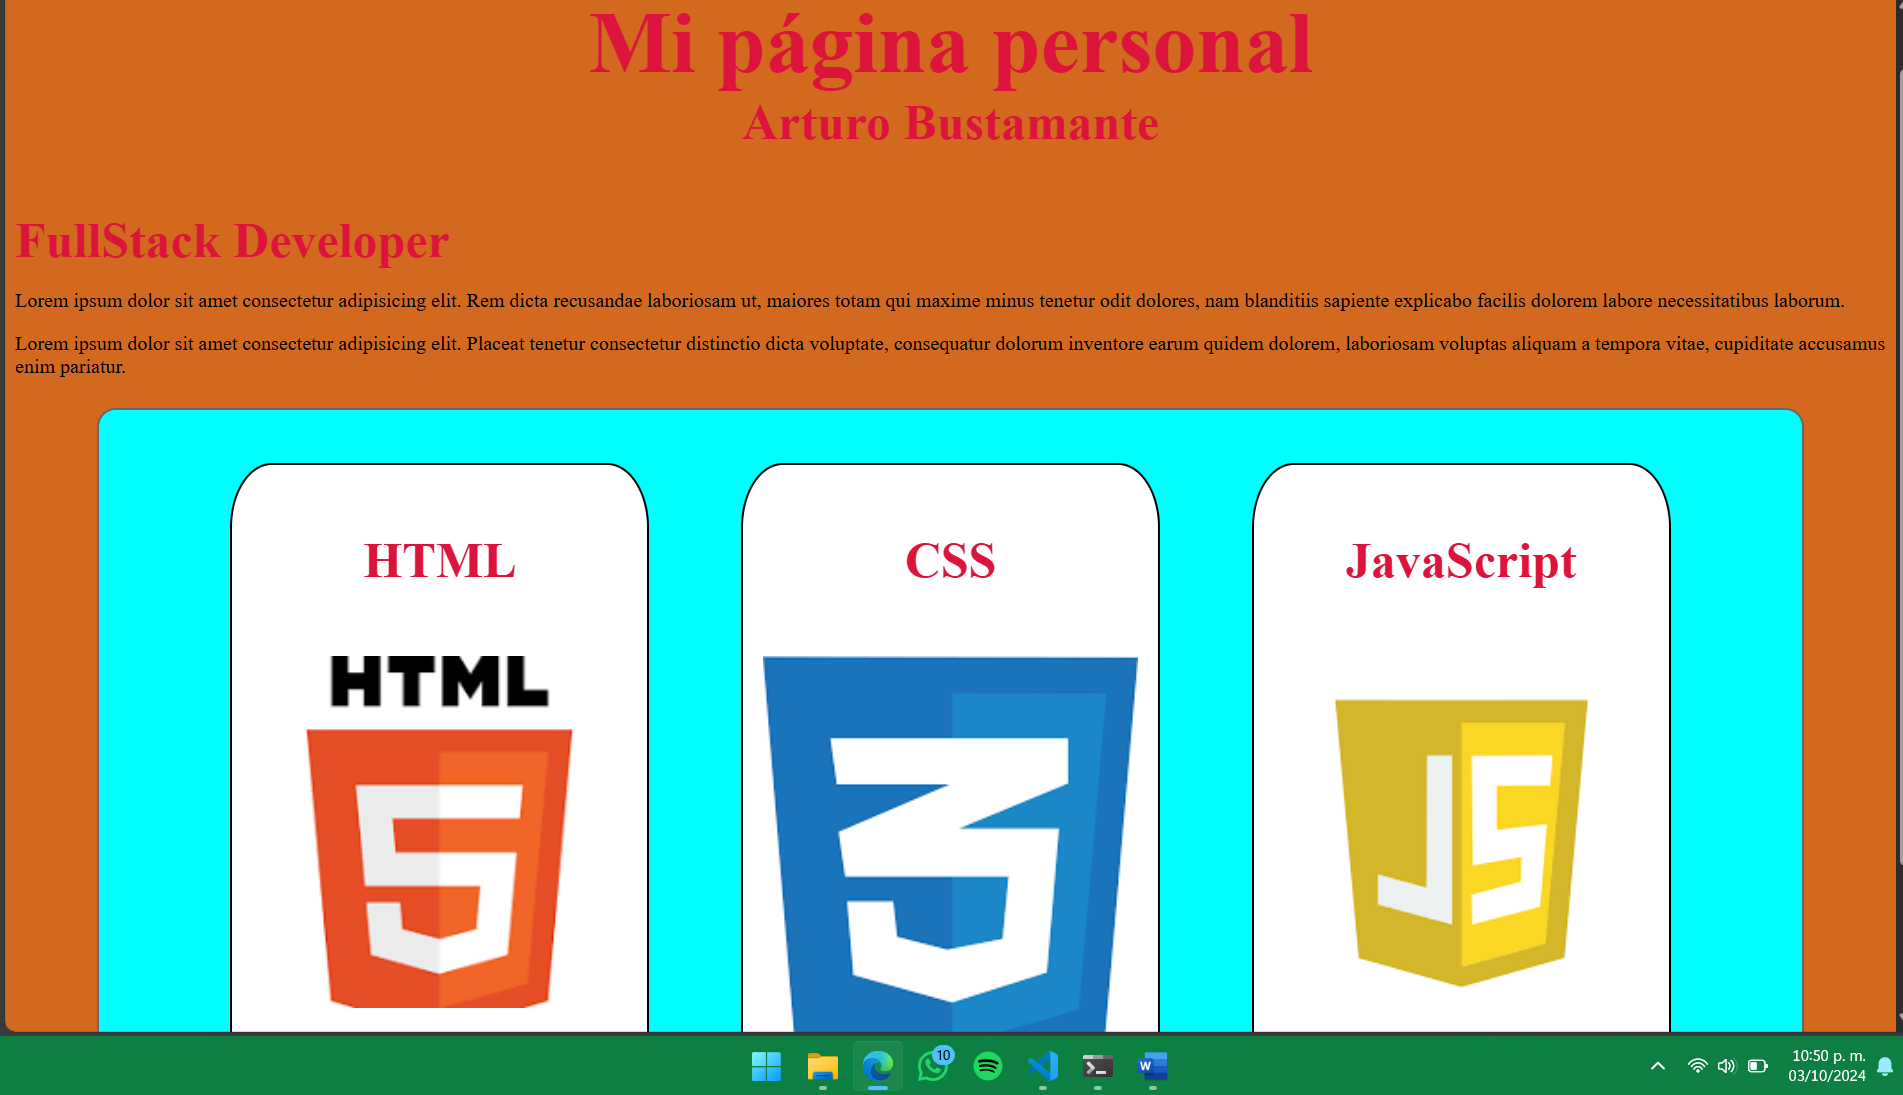 Mi página personal
Arturo Bustamante
FullStack Developer
Lorem ipsum dolor sit amet consectetur adipisicing elit. Rem dicta recusandae laboriosam ut, maiores totam qui maxime minus tenetur odit dolores, nam blanditiis sapiente explicabo facilis dolorem labore necessitatibus laborum.
Lorem ipsum dolor sit amet consectetur adipisicing elit. Placeat tenetur consectetur distinctio dicta voluptate, consequatur dolorum inventore earum quidem dolorem, laboriosam voluptas aliquam a tempora vitae, cupiditate accusamus
enim pariatur.
HTML
CSS
JavaScript
HTML
5
3
JS
10
W
10:50 p. m.
03/10/2024